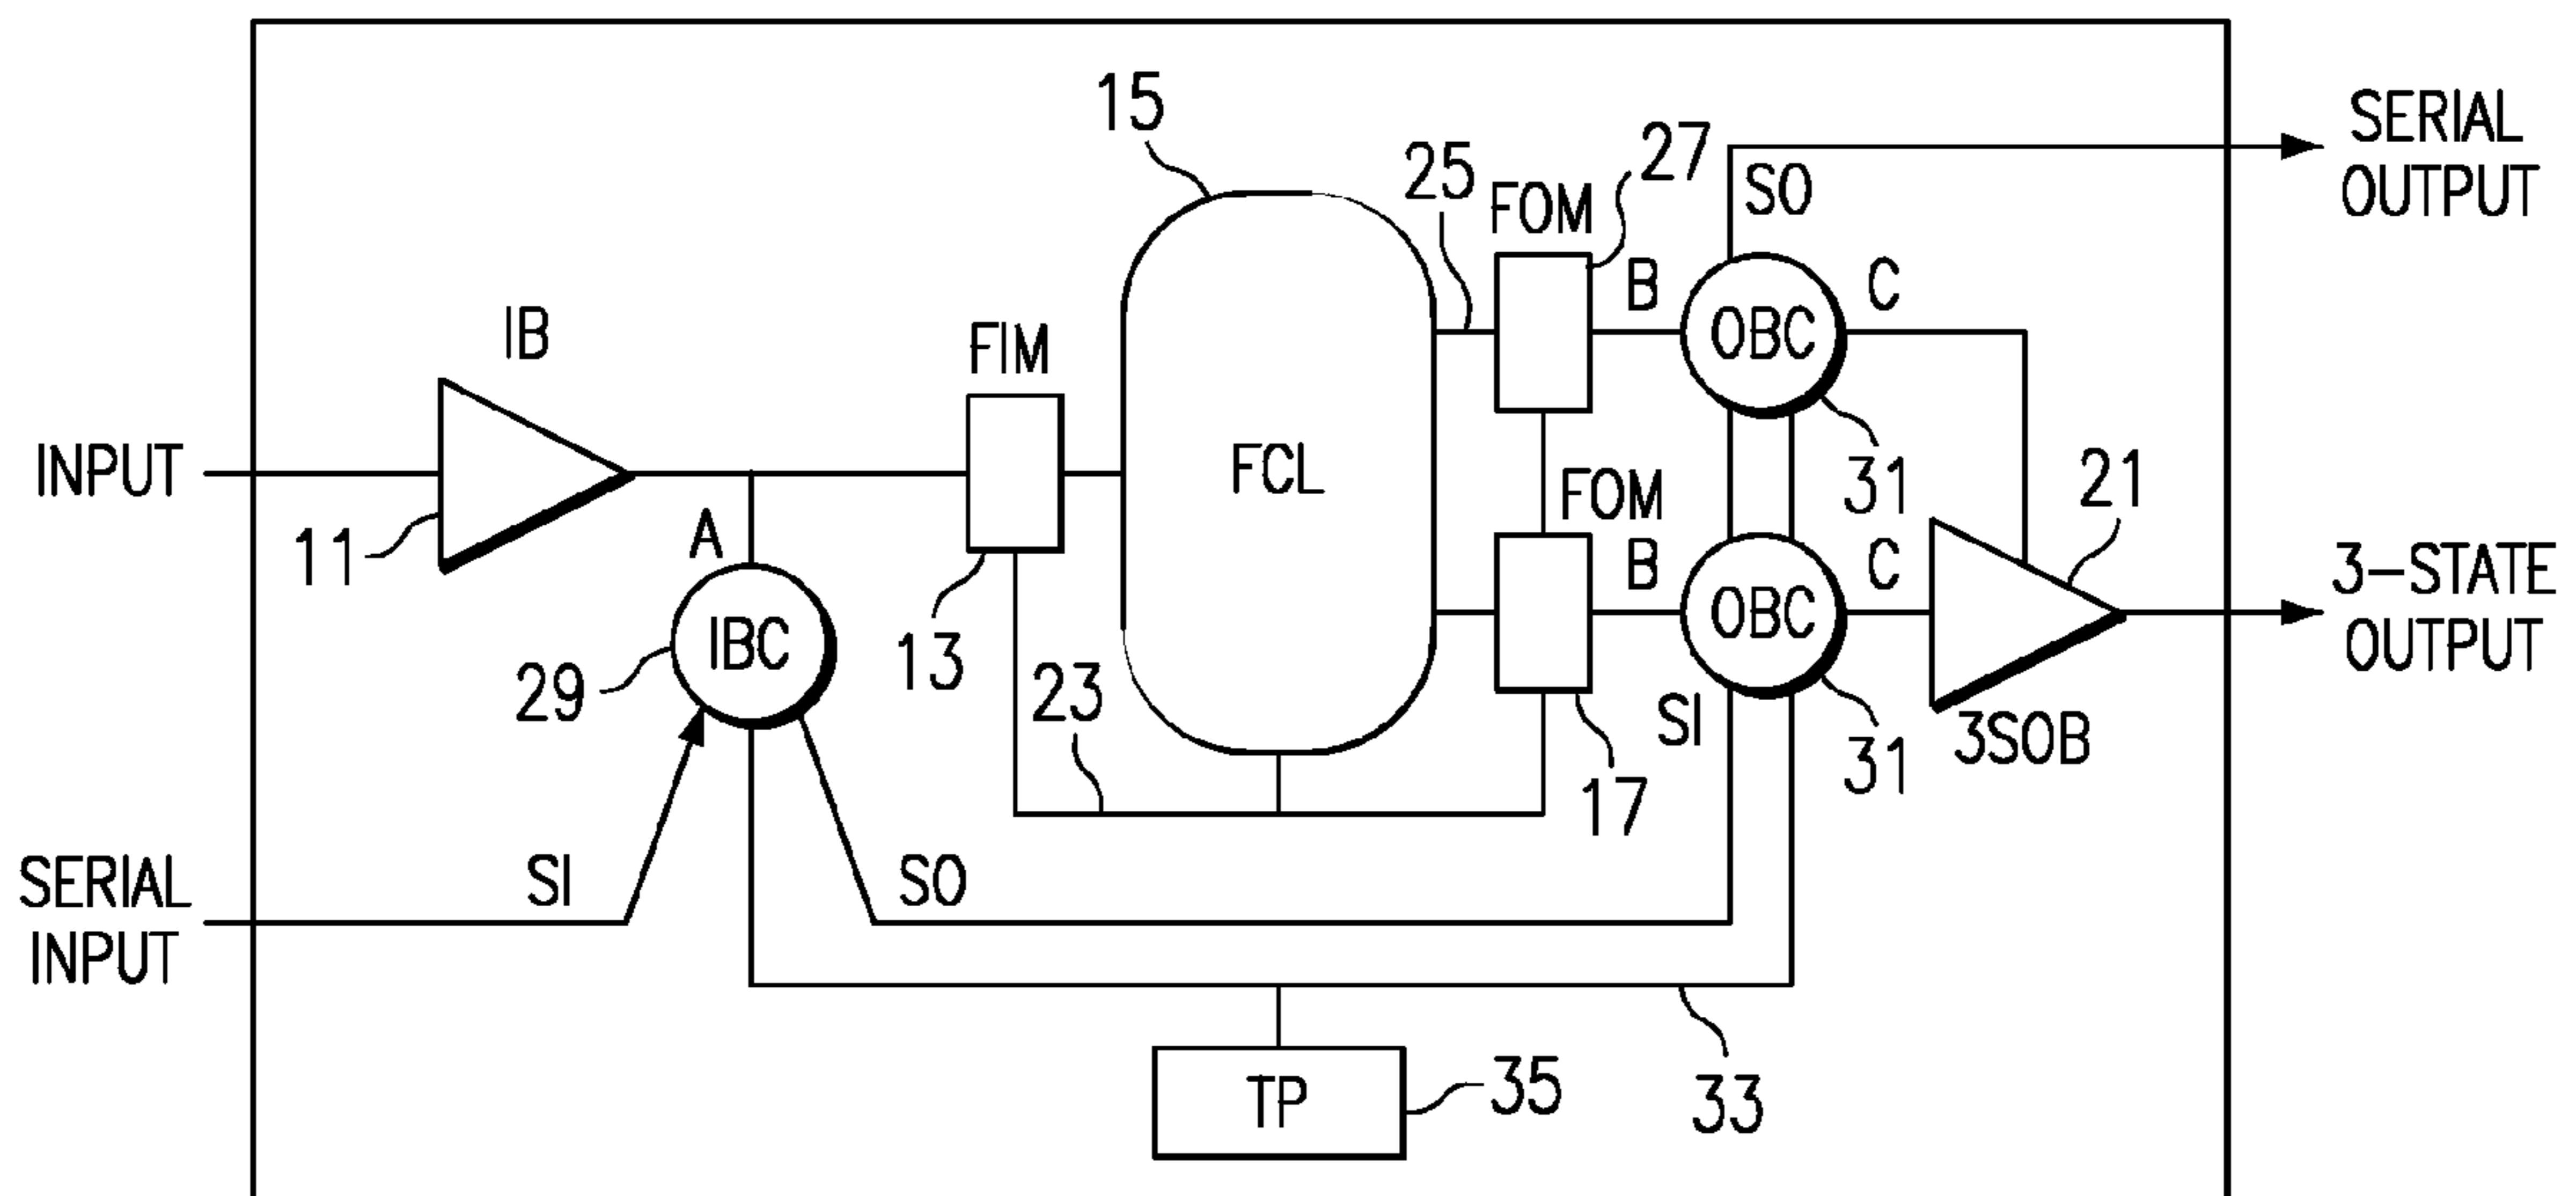 SERIAL
OUTPUT
15
27
25
FOM
SO
B
OBC
C
IB
FIM
INPUT
FCL
FOM
31
21
11
A
B
OBC
C
3-STATE
OUTPUT
IBC
13
29
23
SI
17
31
3SOB
SERIAL
INPUT
SI
SO
TP
35
33